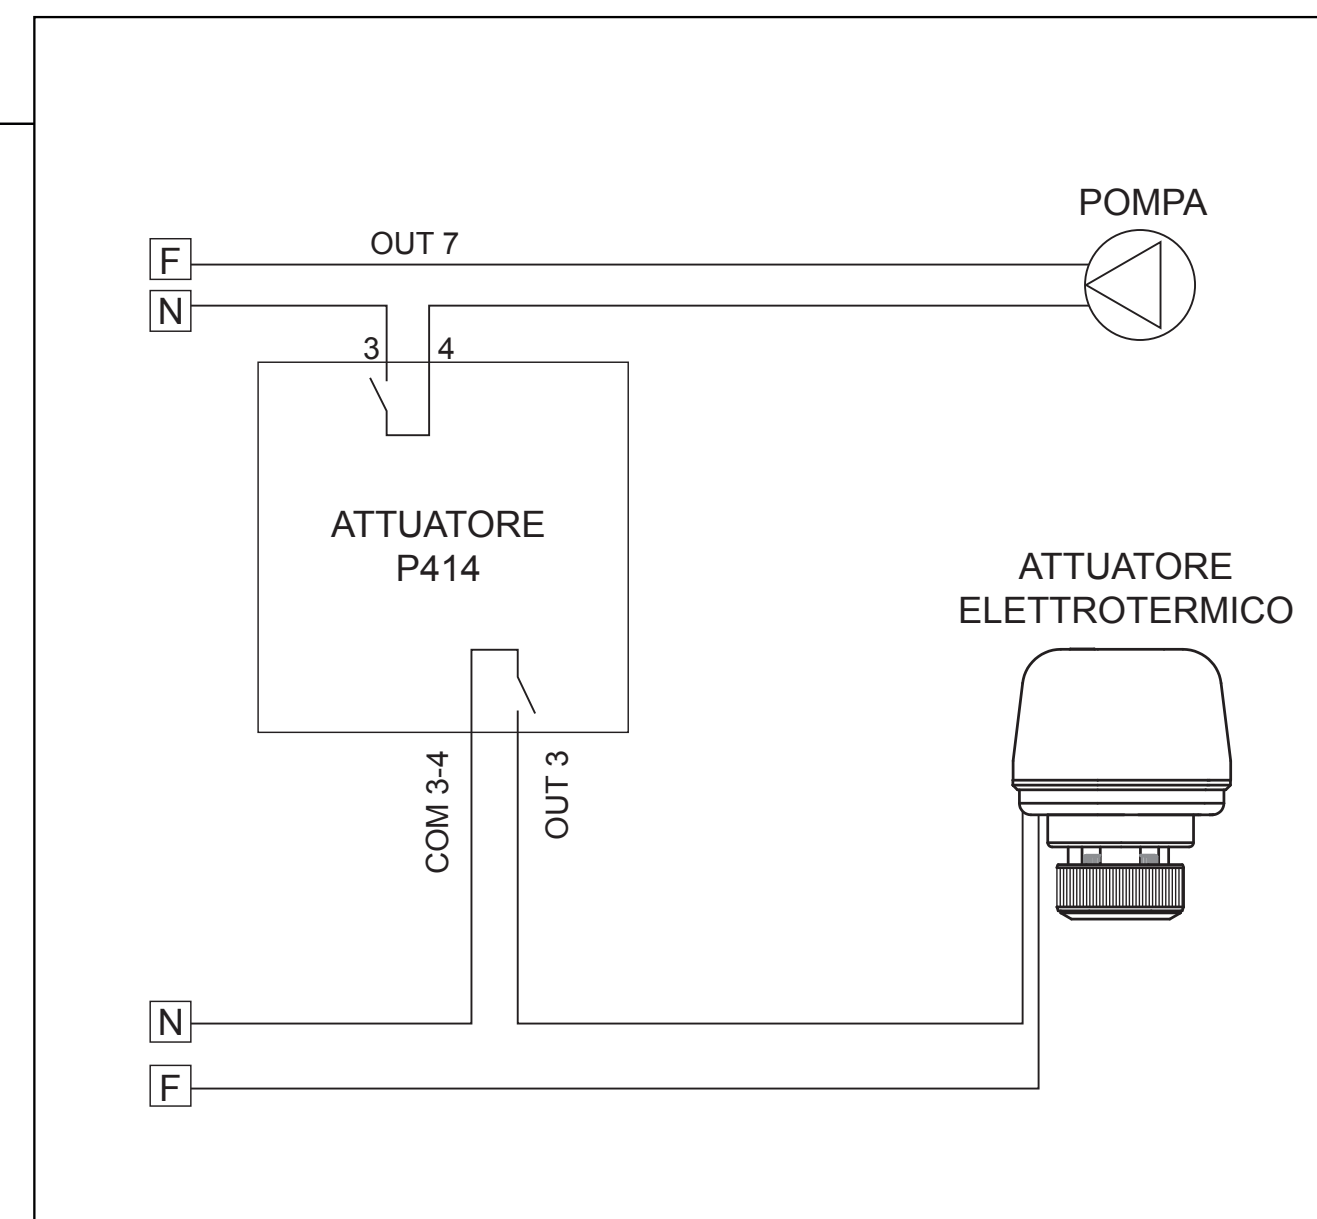 POMPA
OUT 7
F
N
3 4
ATTUATORE
P414
ATTUATORE
ELETTROTERMICO
COM 3-4
OUT 3
N
F